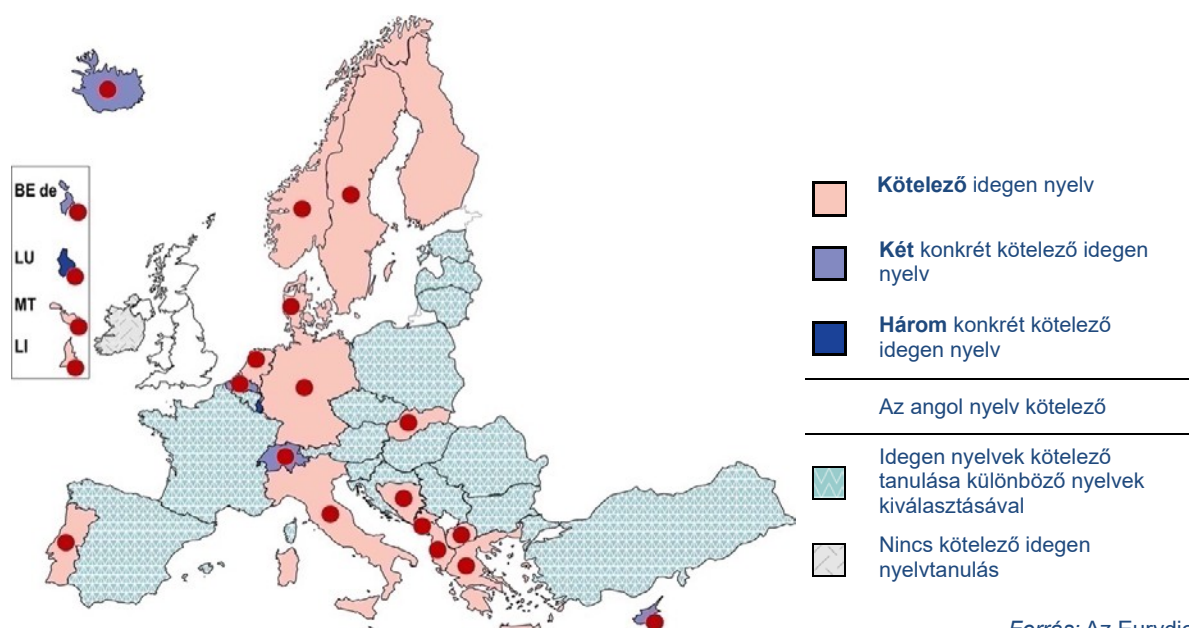 BE de
LU
MT
LI
Kötelező idegen nyelv
Két konkrét kötelező idegen
nyelv
Három konkrét kötelező
idegen nyelv
Az angol nyelv kötelező
Idegen nyelvek kötelező
tanulása különböző nyelvek
kiválasztásával
Nincs kötelező idegen
nyelvtanulás
Forrás: Az